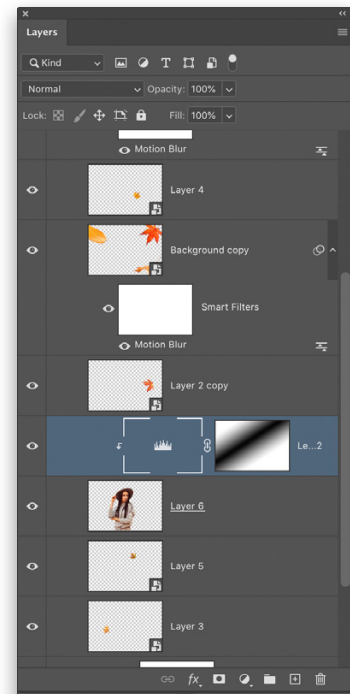 Layers
Kind
Normal Opacity: 100%
Lock: Fill: 100%
Motion Blur
Layer 4
Background copy
Smart Filters
Motion Blur
Layer 2 copy
Le...2
Layer 6
Layer 5
Layer 3
fx